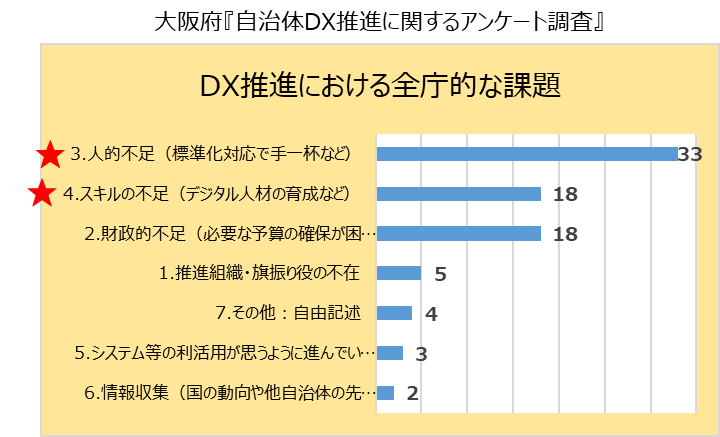 大阪府『自治体DX推進に関するアンケート調査』
DX推進における全庁的な課題
3.人的不足（標準化対応で手一杯など） 33
4.スキルの不足（デジタル人材の育成など） 18
2.財政的不足（必要な予算の確保が困… 18
1.推進組織・旗振り役の不在 5
7.その他：自由記述 4
5.システム等の利活用が思うように進んでい… 3
6.情報収集（国の動向や他自治体の先… 2